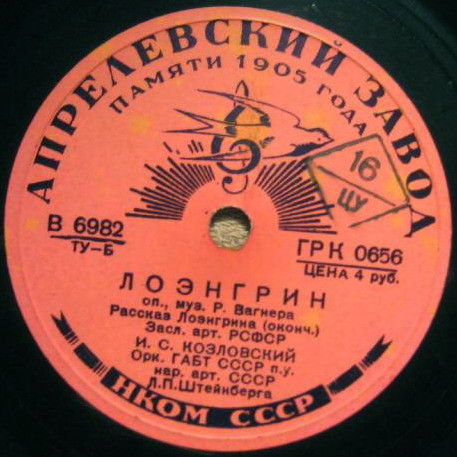 АПРЕЛЕВСКИЙ ЗАВОД
ПАМЯТИ 1905 ГОДА
16
ЦУ
В 6982
ТУ-Б
ГРК 0656
ЦЕНА 4 руб.
ЛОЭНГРИН
оп., муз. Р. Вагнера
Рассказ Лоэнгрина (оконч.)
Засл. арт. РСФСР
И. С. КОЗЛОВСКИЙ
Орк. ГАБТ СССР п.у.
нар. арт. СССР
Л.П.Штейнберга
НКОМ СССР